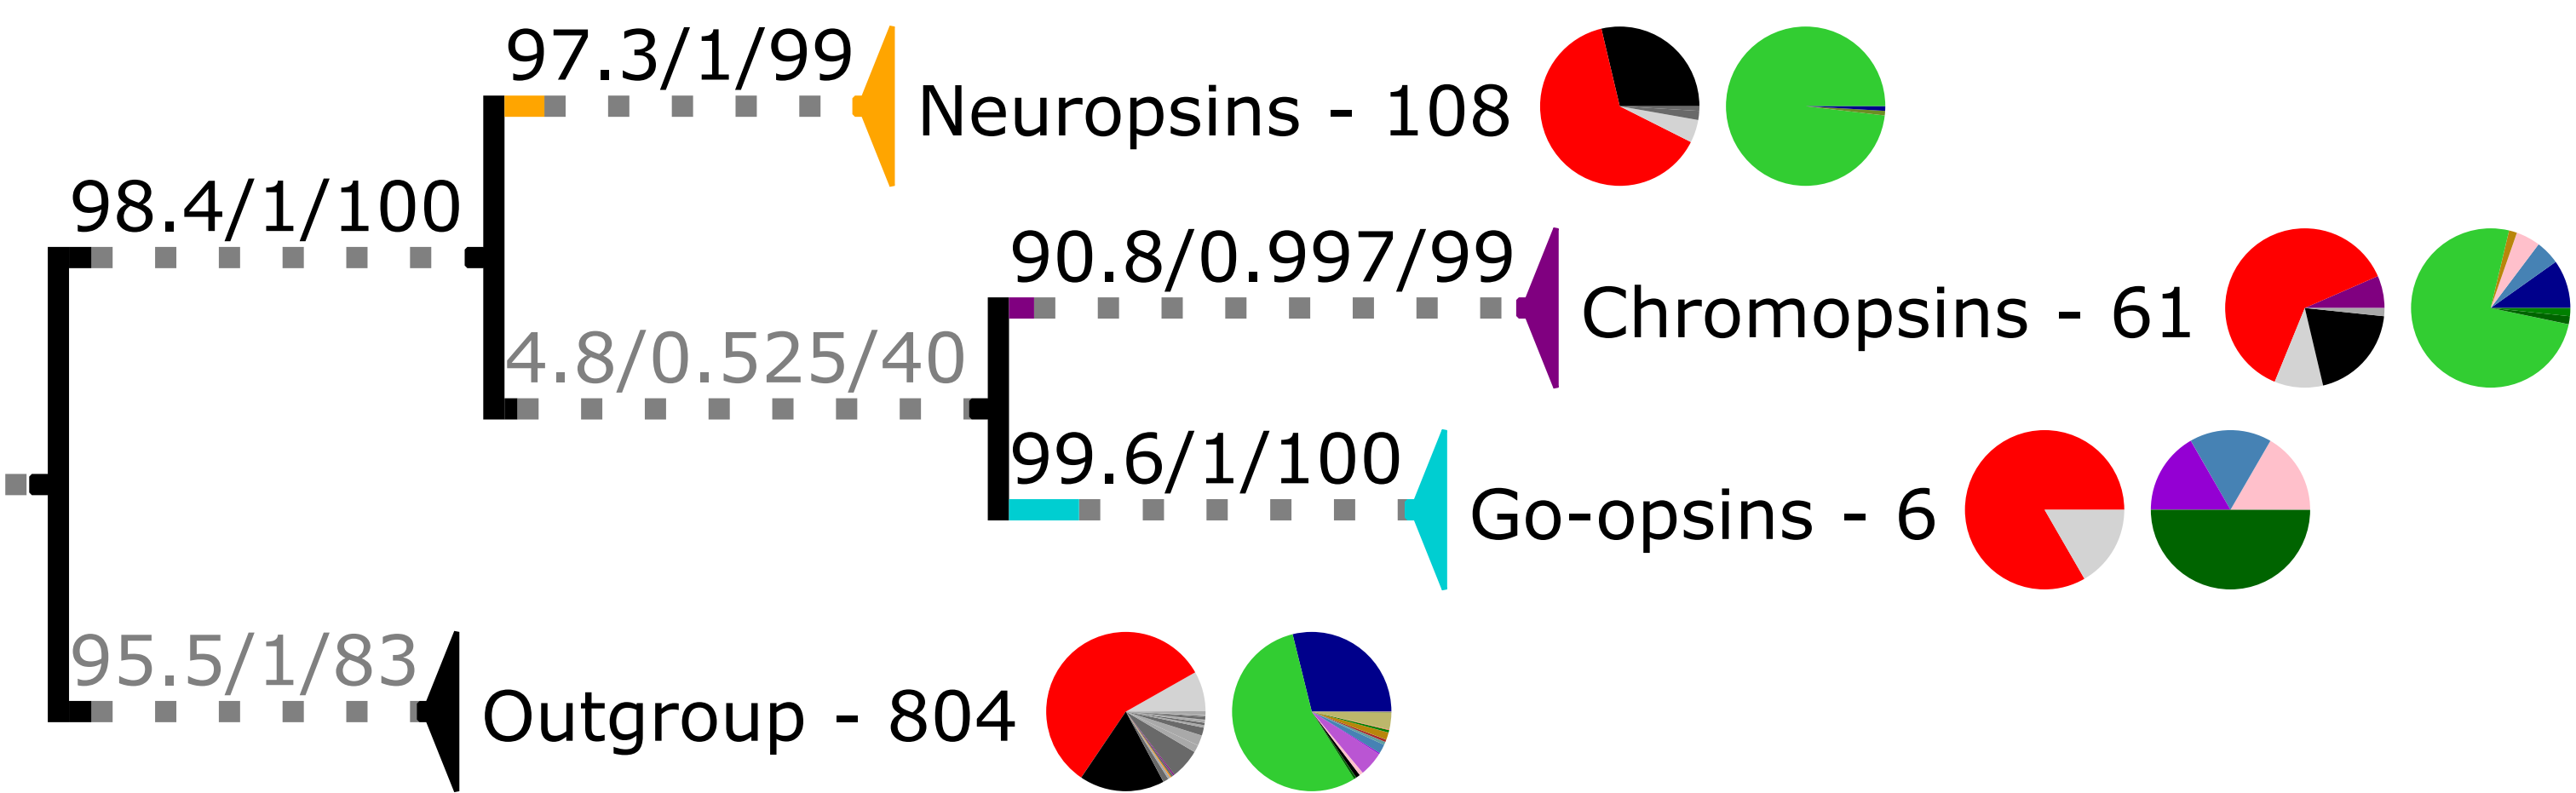 97.3/1/99
Neuropsins - 108
98.4/1/100
90.8/0.997/99
Chromopsins - 61
4.8/0.525/40
99.6/1/100
Go-opsins - 6
95.5/1/83
Outgroup - 804